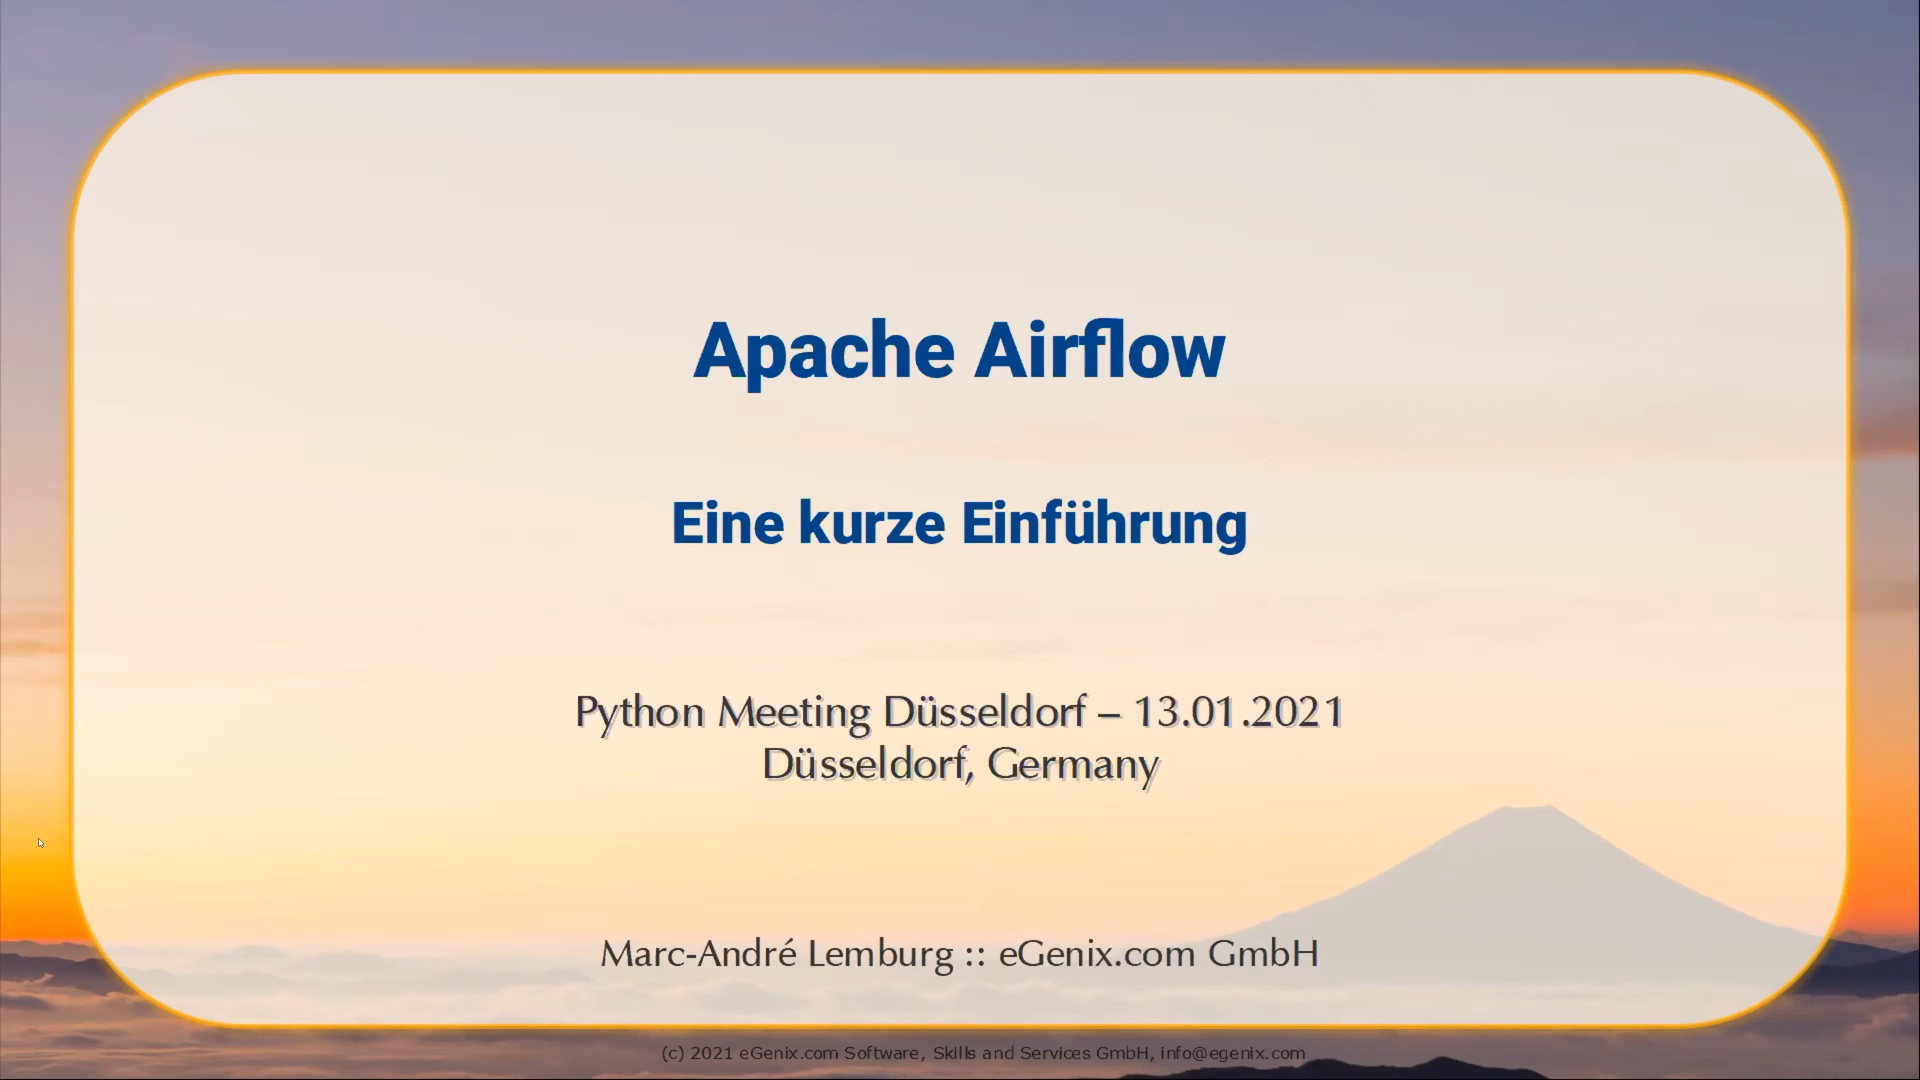 Apache Airflow
Eine kurze Einführung
Python Meeting Düsseldorf – 13.01.2021
Düsseldorf, Germany
Marc-André Lemburg :: eGenix.com GmbH
(c) 2021 eGenix.com Software, Skills and Services GmbH, info@egenix.com